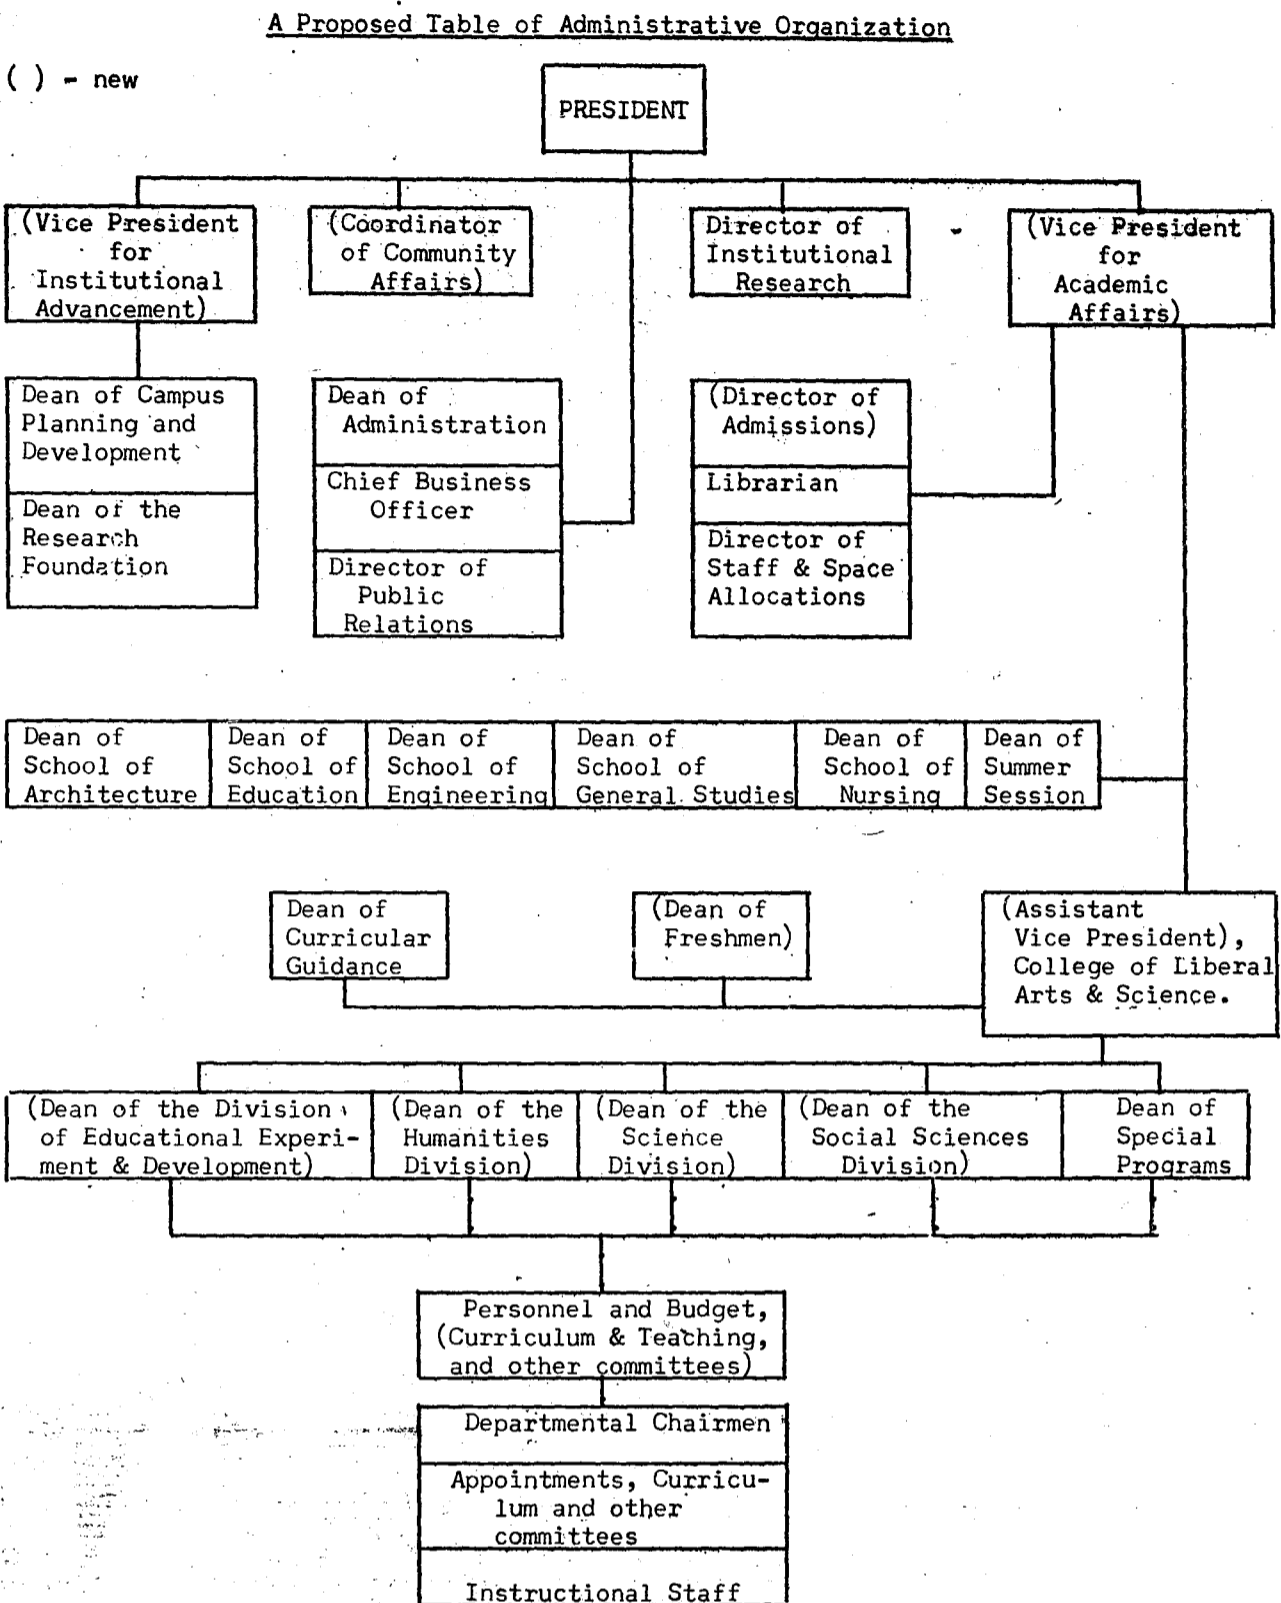 A Proposed Table of Administrative Organization
( ) - new
PRESIDENT
(Vice President
for
Institutional
Advancement)
(Coordinator
of Community
Affairs)
Director of
Institutional
Research
(Vice President
for
Academic
Affairs)
Dean of Campus
Planning and
Development
Dean of the
Research
Foundation
Dean of
Administration
Chief Business
Officer
Director of
Public
Relations
(Director of
Admissions)
Librarian
Director of
Staff & Space
Allocations
Dean of
School of
Architecture
Dean of
School of
Education
Dean of
School of
Engineering
Dean of
School of
General Studies
Dean of
School of
Nursing
Dean of
Summer
Session
Dean of
Curricular
Guidance
(Dean of
Freshmen)
(Assistant
Vice President),
College of Liberal
Arts & Science.
(Dean of the Division
of Educational Experi-
ment & Development)
(Dean of the
Humanities
Division)
(Dean of the
Science
Division)
(Dean of the
Social Sciences
Division)
Dean of
Special
Programs
Personnel and Budget,
(Curriculum & Teaching,
and other committees)
Departmental Chairmen
Appointments, Curricu-
lum and other
committees
Instructional Staff